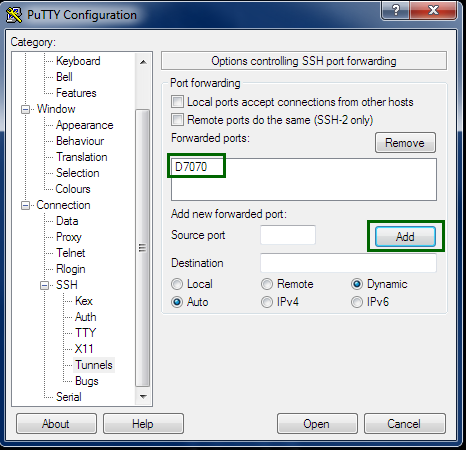 PuTTY Configuration
Category:
Keyboard
Bell
Features
Window
Appearance
Behaviour
Translation
Selection
Colours
Connection
Data
Proxy
Telnet
Rlogin
SSH
Kex
Auth
TTY
X11
Tunnels
Bugs
Serial
Options controlling SSH port forwarding
Port forwarding
Local ports accept connections from other hosts
Remote ports do the same (SSH-2 only)
Forwarded ports:
Remove
D7070
Add new forwarded port:
Source port
Add
Destination
Local Remote Dynamic
Auto IPv4 IPv6
About Help Open Cancel